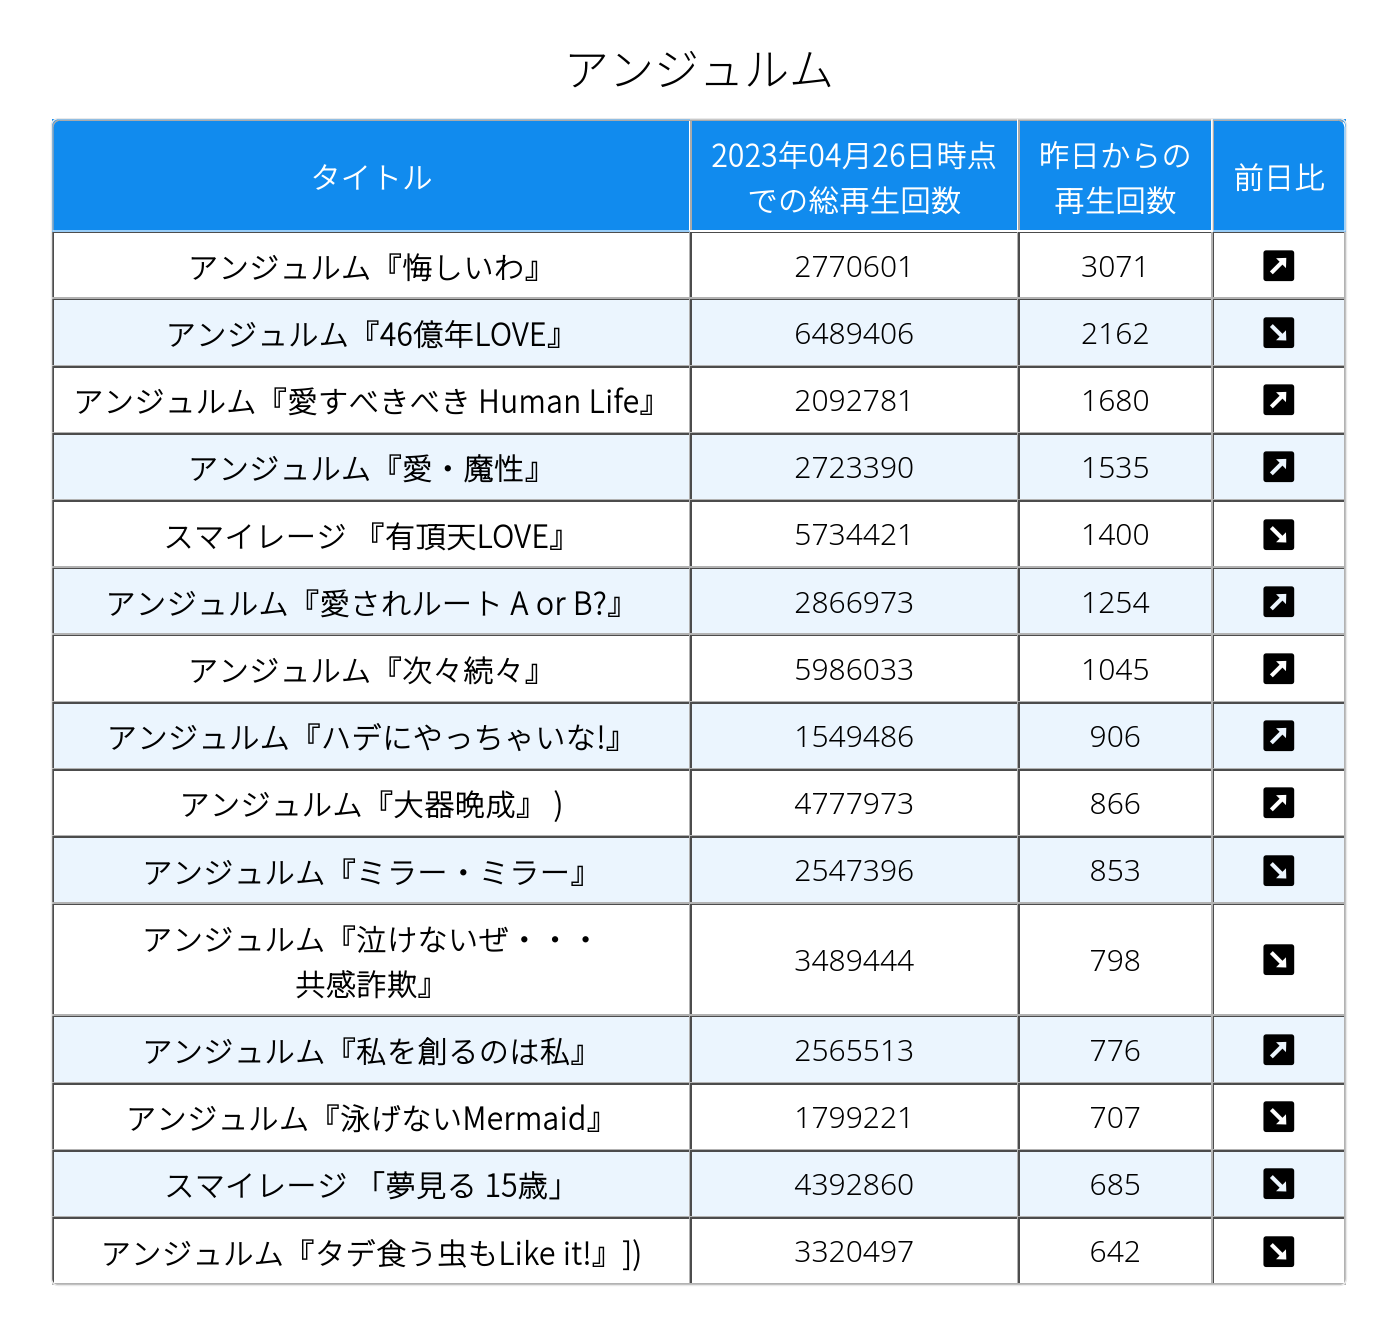 アンジュルム
タイトル
2023年04月26日時点
での総再生回数
昨日からの
再生回数
前日比
アンジュルム『悔しいわ』 2770601 3071
アンジュルム『46億年LOVE』 6489406 2162
アンジュルム『愛すべきべき Human Life』 2092781 1680
アンジュルム『愛・魔性』 2723390 1535
スマイレージ 『有頂天LOVE』 5734421 1400
アンジュルム『愛されルート A or B?』 2866973 1254
アンジュルム『次々続々』 5986033 1045
アンジュルム『ハデにやっちゃいな!』 1549486 906
アンジュルム『大器晩成』 ) 4777973 866
アンジュルム『ミラー・ミラー』 2547396 853
アンジュルム『泣けないぜ・・・
共感詐欺』 3489444 798
アンジュルム『私を創るのは私』 2565513 776
アンジュルム『泳げないMermaid』 1799221 707
スマイレージ 「夢見る 15歳」 4392860 685
アンジュルム『タデ食う虫もLike it!』]) 3320497 642